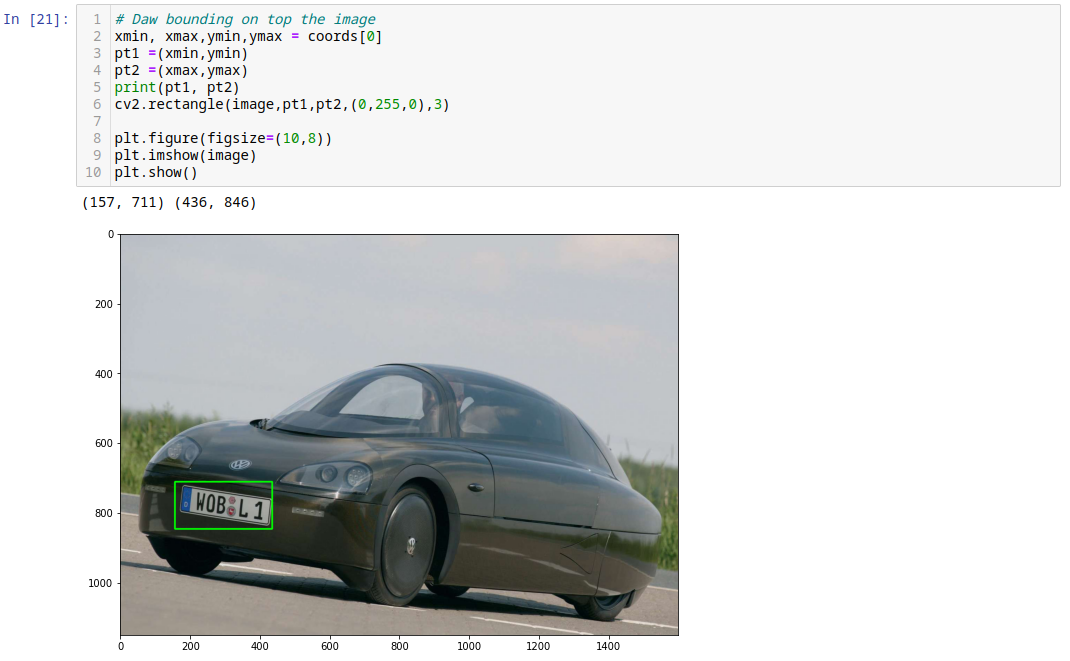 In [21]:
1 # Daw bounding on top the image
2 xmin, xmax,ymin,ymax = coords[0]
3 pt1 =(xmin,ymin)
4 pt2 =(xmax,ymax)
5 print(pt1, pt2)
6 cv2.rectangle(image,pt1,pt2,(0,255,0),3)
7
8 plt.figure(figsize=(10,8))
9 plt.imshow(image)
10 plt.show()
(157, 711) (436, 846)
0
200
400
600
800
1000
WOB L 1
0 200 400 600 800 1000 1200 1400